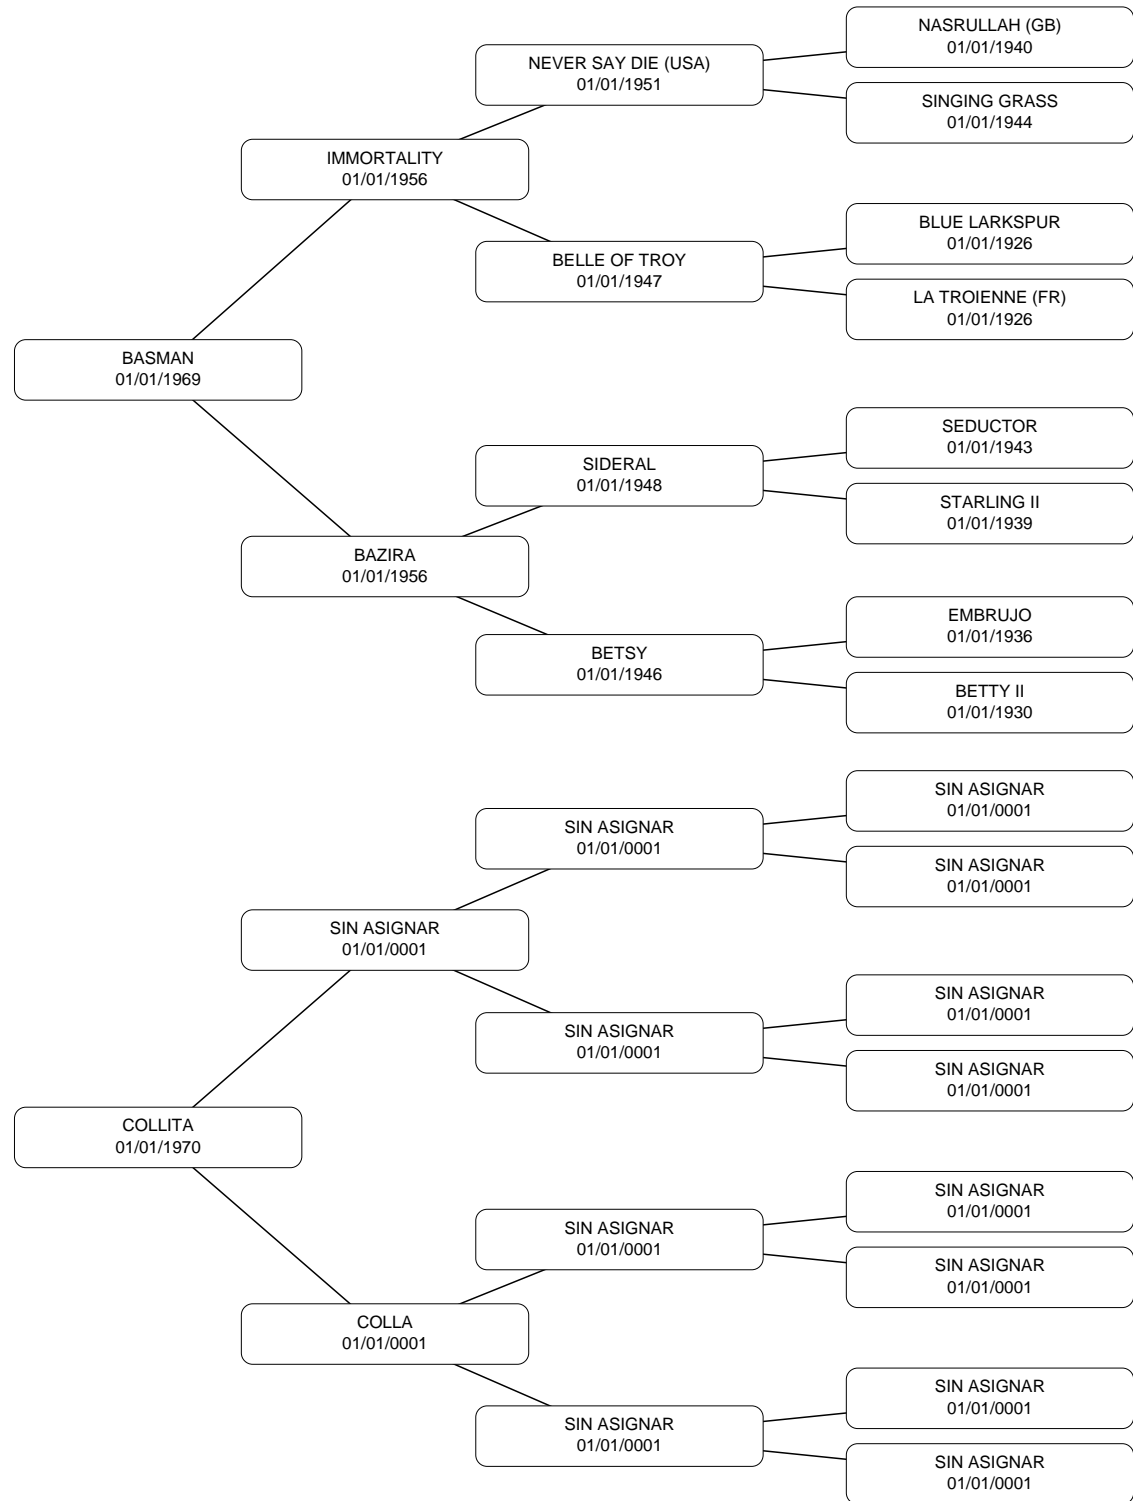 NASRULLAH (GB)
01/01/1940
NEVER SAY DIE (USA)
01/01/1951
SINGING GRASS
01/01/1944
IMMORTALITY
01/01/1956
BLUE LARKSPUR
01/01/1926
BELLE OF TROY
01/01/1947
LA TROIENNE (FR)
01/01/1926
BASMAN
01/01/1969
SEDUCTOR
01/01/1943
SIDERAL
01/01/1948
STARLING II
01/01/1939
BAZIRA
01/01/1956
EMBRUJO
01/01/1936
BETSY
01/01/1946
BETTY II
01/01/1930
SIN ASIGNAR
01/01/0001
SIN ASIGNAR
01/01/0001
SIN ASIGNAR
01/01/0001
SIN ASIGNAR
01/01/0001
SIN ASIGNAR
01/01/0001
SIN ASIGNAR
01/01/0001
SIN ASIGNAR
01/01/0001
COLLITA
01/01/1970
SIN ASIGNAR
01/01/0001
SIN ASIGNAR
01/01/0001
SIN ASIGNAR
01/01/0001
COLLA
01/01/0001
SIN ASIGNAR
01/01/0001
SIN ASIGNAR
01/01/0001
SIN ASIGNAR
01/01/0001